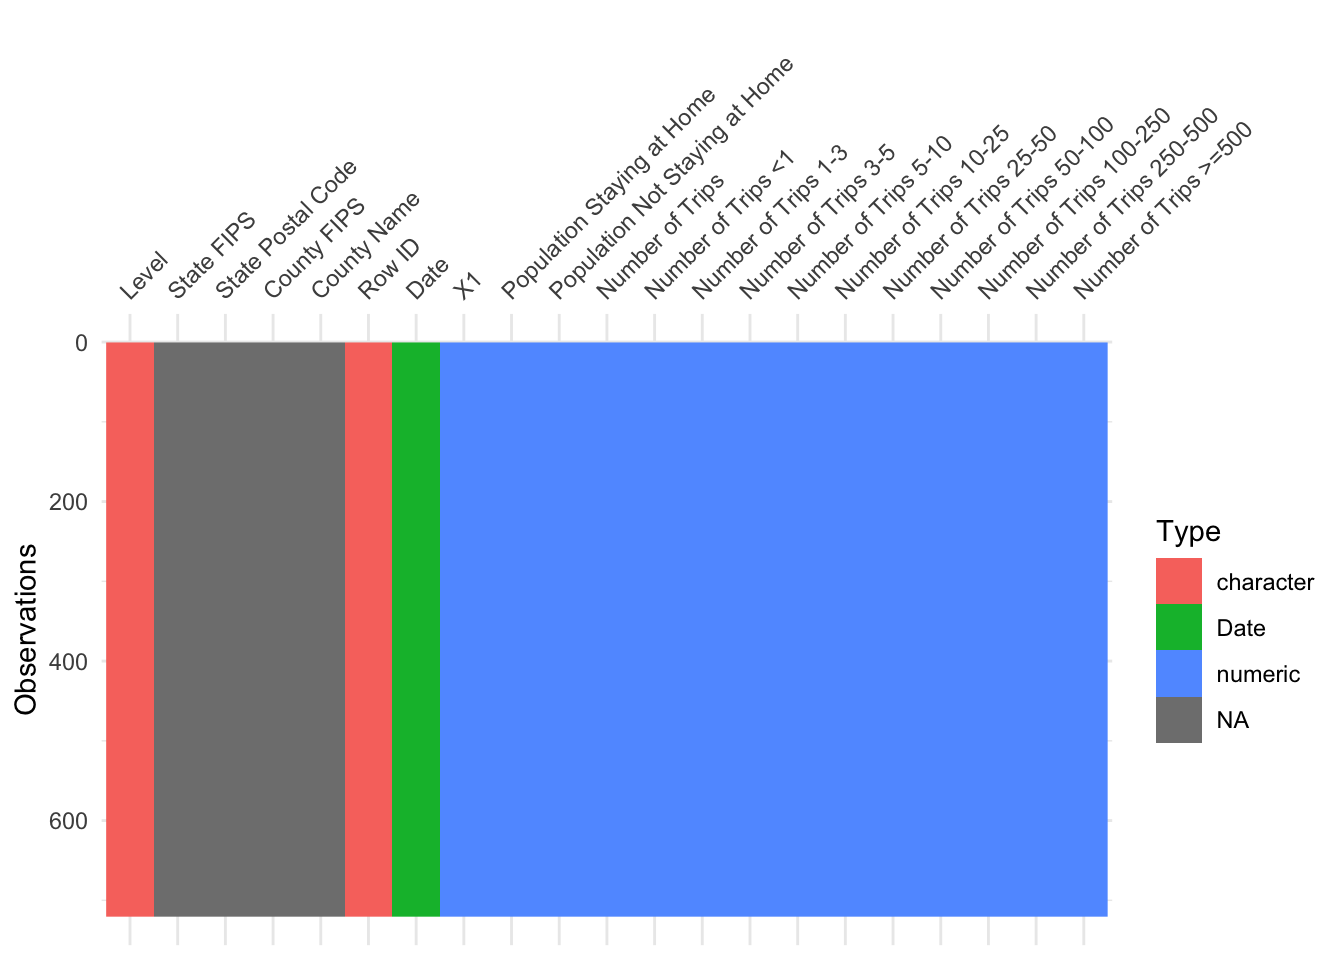 Level
State FIPS
State Postal Code
County FIPS
County Name
Row ID
Date
X1
Population Staying at Home
Population Not Staying at Home
Number of Trips
Number of Trips <1
Number of Trips 1-3
Number of Trips 3-5
Number of Trips 5-10
Number of Trips 10-25
Number of Trips 25-50
Number of Trips 50-100
Number of Trips 100-250
Number of Trips 250-500
Number of Trips >=500
0
200
400
600
Observations
Type
character
Date
numeric
NA